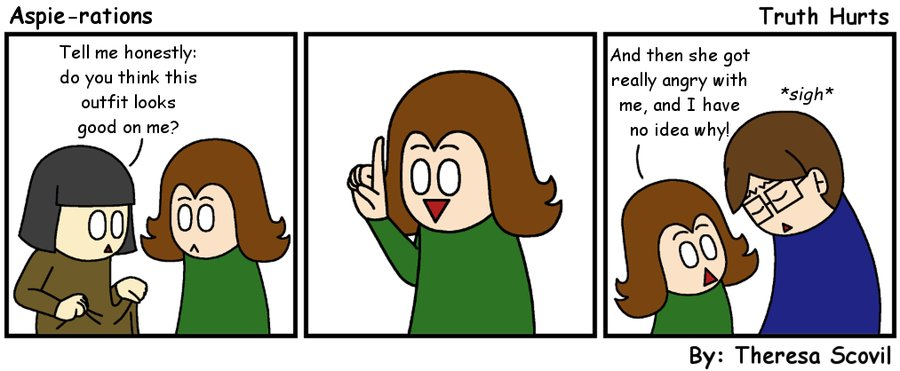 Aspie-rations
Truth Hurts
Tell me honestly:
do you think this
outfit looks
good on me?
And then she got
really angry with
me, and I have
no idea why!
*sigh*
By: Theresa Scovil